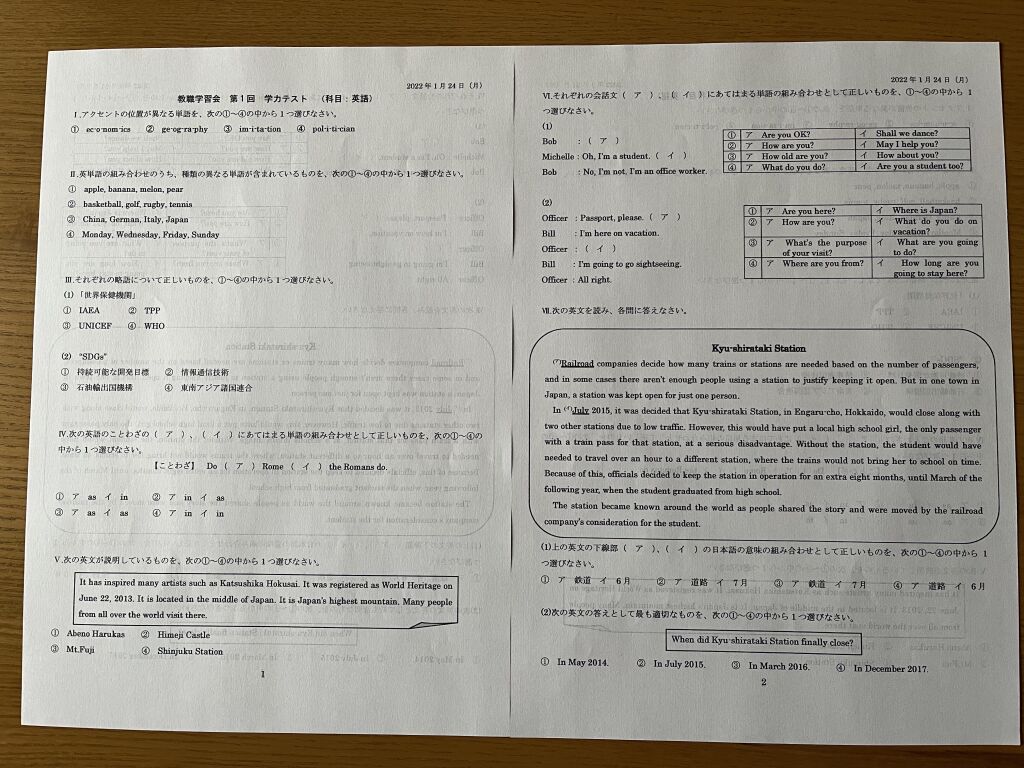 2022年1月24日（月）
教職学習会　第1回　学力テスト　（科目：英語）
Ⅰ.アクセントの位置が異なる単語を、次の①～④の中から1つ選びなさい。
①　ec·o·nom·ics　②　ge·og·ra·phy　③　im·i·ta·tion　④　pol·i·ti·cian
Ⅱ.英単語の組み合わせのうち、種類の異なる単語が含まれているものを、次の①～④の中から1つ選びなさい。
①　apple, banana, melon, pear
②　basketball, golf, rugby, tennis
③　China, German, Italy, Japan
④　Monday, Wednesday, Friday, Sunday
Ⅲ.それぞれの略語について正しいものを、次の①～④の中から1つ選びなさい。
(1)「世界保健機関」
①　IAEA　②　TPP
③　UNICEF　④　WHO
(2)　“SDGs”
①　持続可能な開発目標　②　情報通信技術
③　石油輸出国機構　④　東南アジア諸国連合
Ⅳ.次の英語のことわざの（　ア　）、（　イ　）にあてはまる単語の組み合わせとして正しいものを、次の①～④の
中から1つ選びなさい。
【ことわざ】　Do（　ア　）Rome（　イ　）the Romans do.
①　ア　as　イ　in　②　ア　in　イ　as
③　ア　as　イ　as　④　ア　in　イ　in
Ⅴ.次の英文が説明しているものを、次の①～④の中から1つ選びなさい。
It has inspired many artists such as Katsushika Hokusai. It was registered as World Heritage on
June 22, 2013. It is located in the middle of Japan. It is Japan's highest mountain. Many people
from all over the world visit there.
①　Abeno Harukas　②　Himeji Castle
③　Mt.Fuji　④　Shinjuku Station
1
2022年1月24日（月）
Ⅵ.それぞれの会話文（　ア　）、（　イ　）にあてはまる単語の組み合わせとして正しいものを、①～④の中から　1
つ選びなさい。
(1)
Bob　：（　ア　）
Michelle：Oh, I'm a student.（　イ　）
Bob　：No, I'm not. I'm an office worker.
①　ア　Are you OK?　イ　Shall we dance?
②　ア　How are you?　イ　May I help you?
③　ア　How old are you?　イ　How about you?
④　ア　What do you do?　イ　Are you a student too?
(2)
Officer　：Passport, please.（　ア　）
Bill　：I'm here on vacation.
Officer　：（　イ　）
Bill　：I'm going to go sightseeing.
Officer　：All right.
①　ア　Are you here?　イ　Where is Japan?
②　ア　How are you?　イ　What do you do on
vacation?
③　ア　What's the purpose　イ　What are you going
of your visit?　to do?
④　ア　Where are you from?　イ　How long are you
going to stay here?
Ⅶ.次の英文を読み、各問に答えなさい。
Kyu-shirataki Station
(ア)Railroad companies decide how many trains or stations are needed based on the number of passengers,
and in some cases there aren't enough people using a station to justify keeping it open. But in one town in
Japan, a station was kept open for just one person.
In (イ)July 2015, it was decided that Kyu-shirataki Station, in Engaru-cho, Hokkaido, would close along with
two other stations due to low traffic. However, this would have put a local high school girl, the only passenger
with a train pass for that station, at a serious disadvantage. Without the station, the student would have
needed to travel over an hour to a different station, where the trains would not bring her to school on time.
Because of this, officials decided to keep the station in operation for an extra eight months, until March of the
following year, when the student graduated from high school.
The station became known around the world as people shared the story and were moved by the railroad
company's consideration for the student.
(1)上の英文の下線部（　ア　）、（　イ　）の日本語の意味の組み合わせとして正しいものを、次の①～④の中から　1
つ選びなさい。
①　ア　鉄道　イ　6月　②　ア　道路　イ　7月　③　ア　鉄道　イ　7月　④　ア　道路　イ　6月
(2)次の英文の答えとして最も適切なものを、次の①～④の中から1つ選びなさい。
When did Kyu-shirataki Station finally close?
①　In May 2014.　②　In July 2015.　③　In March 2016.　④　In December 2017.
2